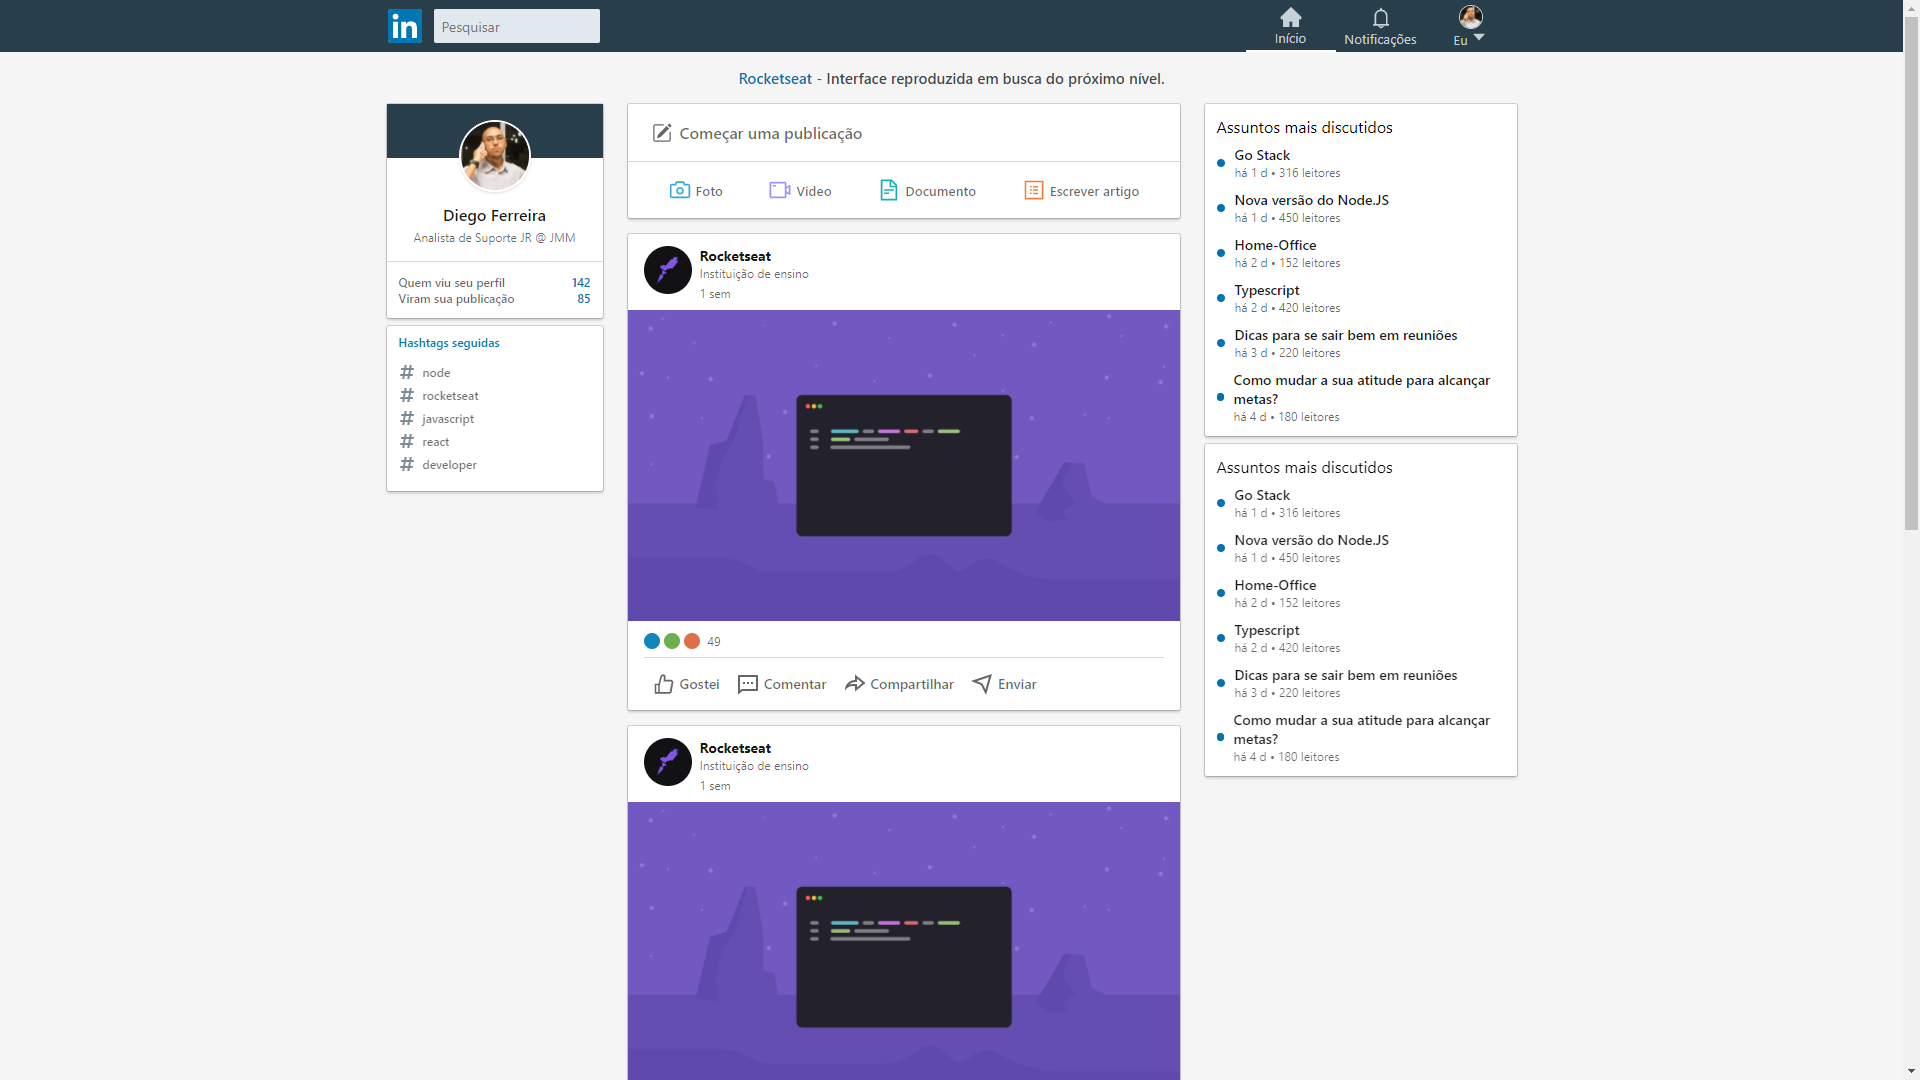 in
Pesquisar
Início
Notificações
Eu
Rocketseat - Interface reproduzida em busca do próximo nível.
Diego Ferreira
Analista de Suporte JR @ JMM
Quem viu seu perfil 142
Viram sua publicação 85
Hashtags seguidas
# node
# rocketseat
# javascript
# react
# developer
Começar uma publicação
Foto
Video
Documento
Escrever artigo
Rocketseat
Instituição de ensino
1 sem
49
Gostei
Comentar
Compartilhar
Enviar
Rocketseat
Instituição de ensino
1 sem
Assuntos mais discutidos
Go Stack
há 1 d • 316 leitores
Nova versão do Node.JS
há 1 d • 450 leitores
Home-Office
há 2 d • 152 leitores
Typescript
há 2 d • 420 leitores
Dicas para se sair bem em reuniões
há 3 d • 220 leitores
Como mudar a sua atitude para alcançar
metas?
há 4 d • 180 leitores
Assuntos mais discutidos
Go Stack
há 1 d • 316 leitores
Nova versão do Node.JS
há 1 d • 450 leitores
Home-Office
há 2 d • 152 leitores
Typescript
há 2 d • 420 leitores
Dicas para se sair bem em reuniões
há 3 d • 220 leitores
Como mudar a sua atitude para alcançar
metas?
há 4 d • 180 leitores